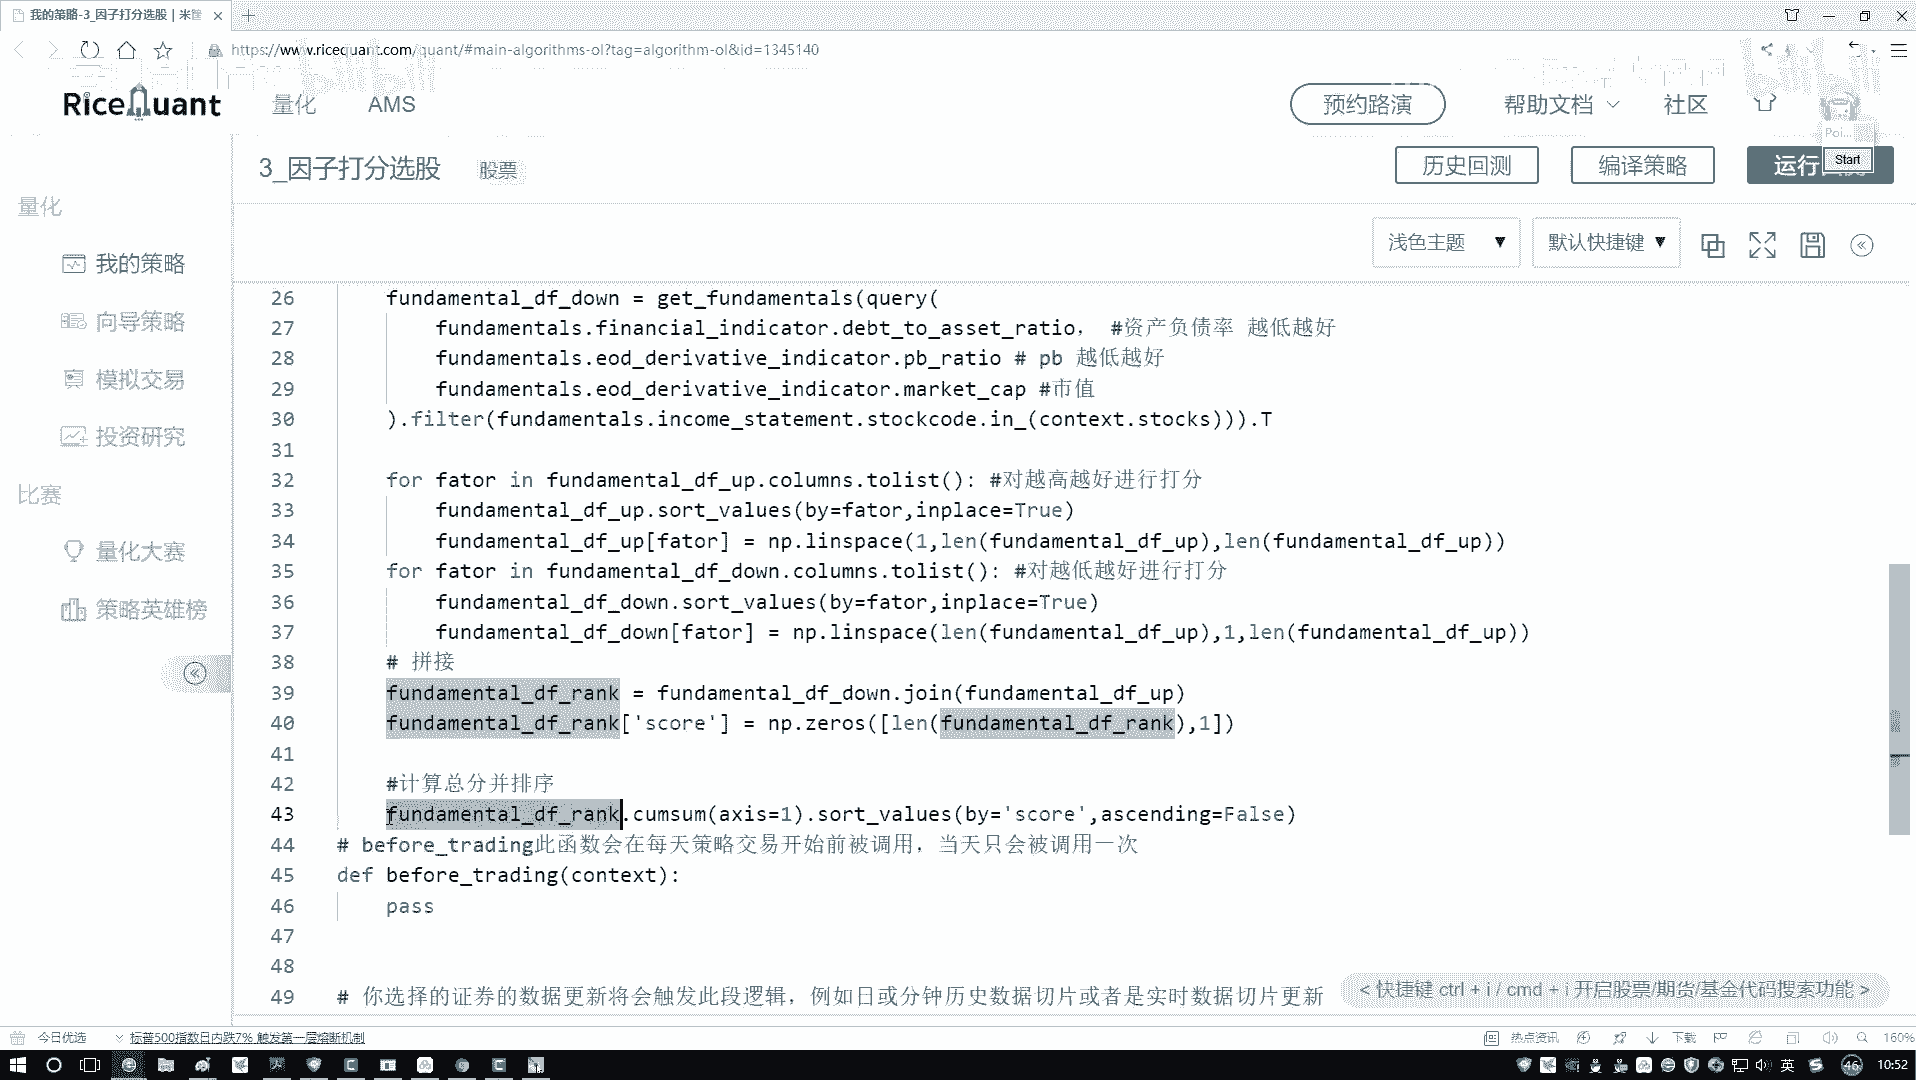 我的策略-3_因子打分选股 | 米筐
https://www.ricequant.com/quant/#main-algorithms-ol?tag=algorithm-ol&id=1345140
RiceQuant
量化
AMS
预约路演
帮助文档
社区
Poi...
Start
3_因子打分选股
股票
历史回测
编译策略
运行
量化
我的策略
向导策略
模拟交易
投资研究
比赛
量化大赛
策略英雄榜
浅色主题
默认快捷键
26 fundamental_df_down = get_fundamentals(query(
27 fundamentals.financial_indicator.debt_to_asset_ratio, #资产负债率 越低越好
28 fundamentals.eod_derivative_indicator.pb_ratio # pb 越低越好
29 fundamentals.eod_derivative_indicator.market_cap #市值
30 ).filter(fundamentals.income_statement.stockcode.in_(context.stocks))).T
31
32 for fator in fundamental_df_up.columns.tolist(): #对越高越好进行打分
33 fundamental_df_up.sort_values(by=fator,inplace=True)
34 fundamental_df_up[fator] = np.linspace(1,len(fundamental_df_up),len(fundamental_df_up))
35 for fator in fundamental_df_down.columns.tolist(): #对越低越好进行打分
36 fundamental_df_down.sort_values(by=fator,inplace=True)
37 fundamental_df_down[fator] = np.linspace(len(fundamental_df_up),1,len(fundamental_df_up))
38 # 拼接
39 fundamental_df_rank = fundamental_df_down.join(fundamental_df_up)
40 fundamental_df_rank['score'] = np.zeros([len(fundamental_df_rank),1])
41
42 #计算总分并排序
43 fundamental_df_rank.cumsum(axis=1).sort_values(by='score',ascending=False)
44 # before_trading此函数会在每天策略交易开始前被调用，当天只会被调用一次
45 def before_trading(context):
46 pass
47
48
49 # 你选择的证券的数据更新将会触发此段逻辑，例如日或分钟历史数据切片或者是实时数据切片更新
< 快捷键 ctrl + i / cmd + i 开启股票/期货/基金代码搜索功能 >
今日优选
标普500指数日内跌7% 触发第一层熔断机制
热点资讯
下载
160%
英
46
10:52